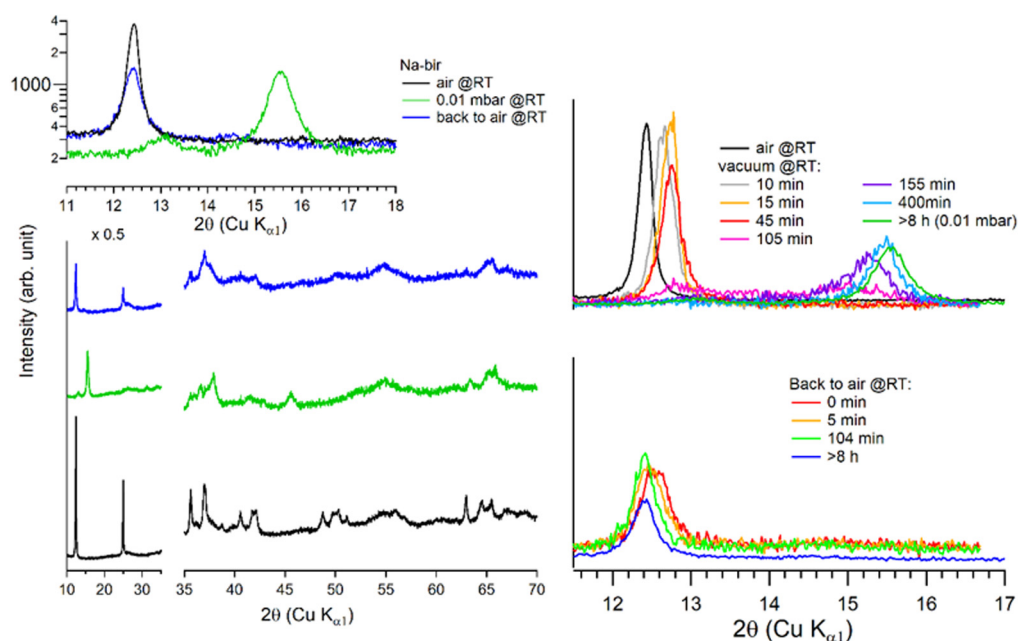 4
2
1000
8
6
4
2
11 12 13 14 15 16 17 18
2θ (Cu Kα1)
Na-bir
air @RT
0.01 mbar @RT
back to air @RT
x 0.5
Intensity (arb. unit)
10 20 30
35 40 45 50 55 60 65 70
2θ (Cu Kα1)
air @RT
vacuum @RT:
10 min
15 min
45 min
105 min
155 min
400min
>8 h (0.01 mbar)
Back to air @RT:
0 min
5 min
104 min
>8 h
12 13 14 15 16 17
2θ (Cu Kα1)